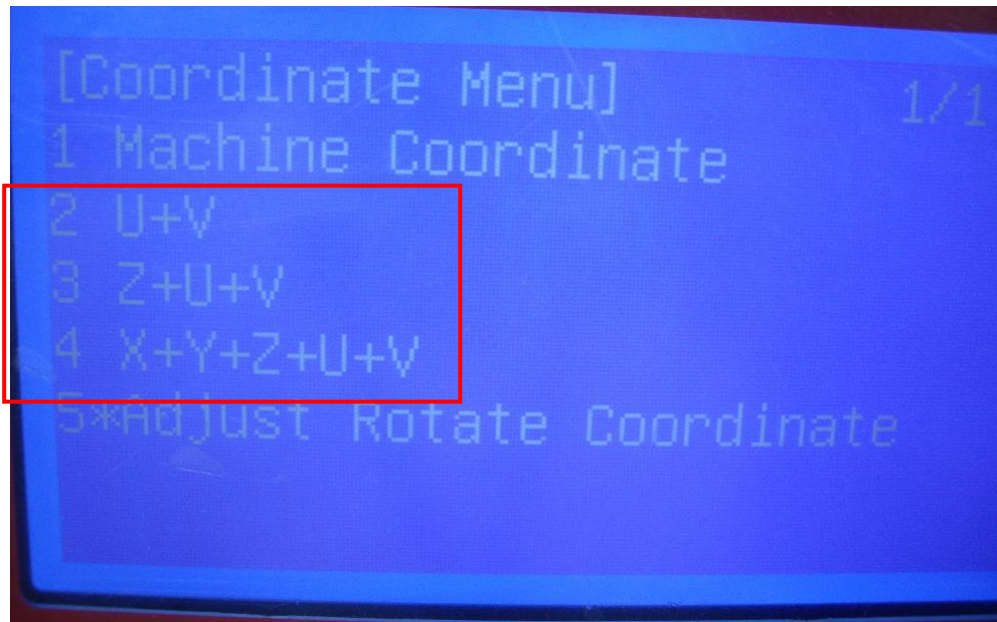 [Coordinate Menu] 1/1
1 Machine Coordinate
2 U+V
3 Z+U+V
4 X+Y+Z+U+V
5*Adjust Rotate Coordinate